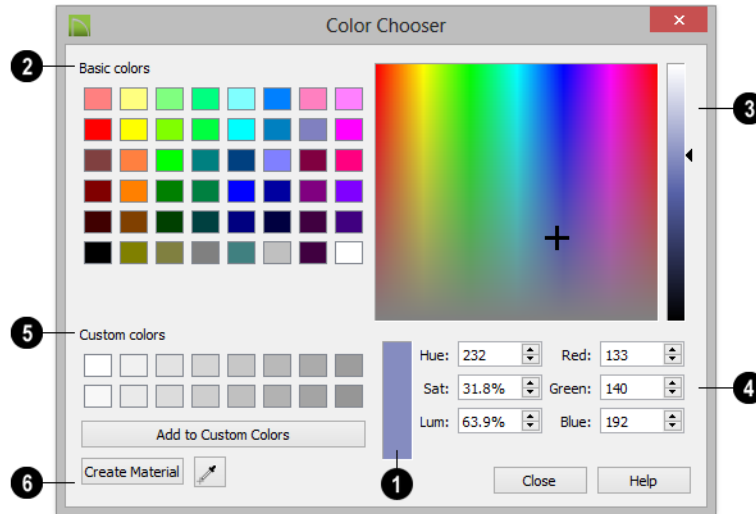 Color Chooser
×
2
Basic colors
3
5
Custom colors
Hue: 232 Red: 133
Sat: 31.8% Green: 140
4
Lum: 63.9% Blue: 192
Add to Custom Colors
6
Create Material
1
Close
Help